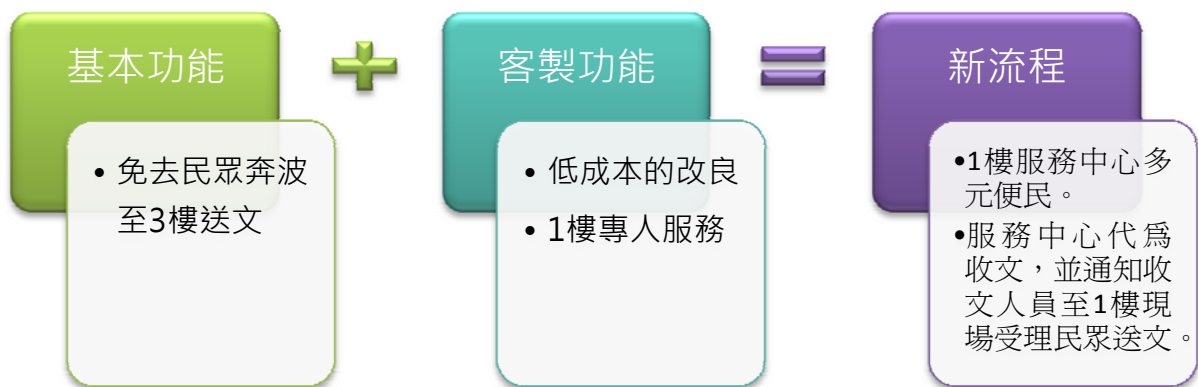 基本功能
• 免去民眾奔波
至3樓送文
+
客製功能
• 低成本的改良
• 1樓專人服務
=
新流程
•1樓服務中心多
元便民。
•服務中心代為
收文，並通知收
文人員至1樓現
場受理民眾送文。